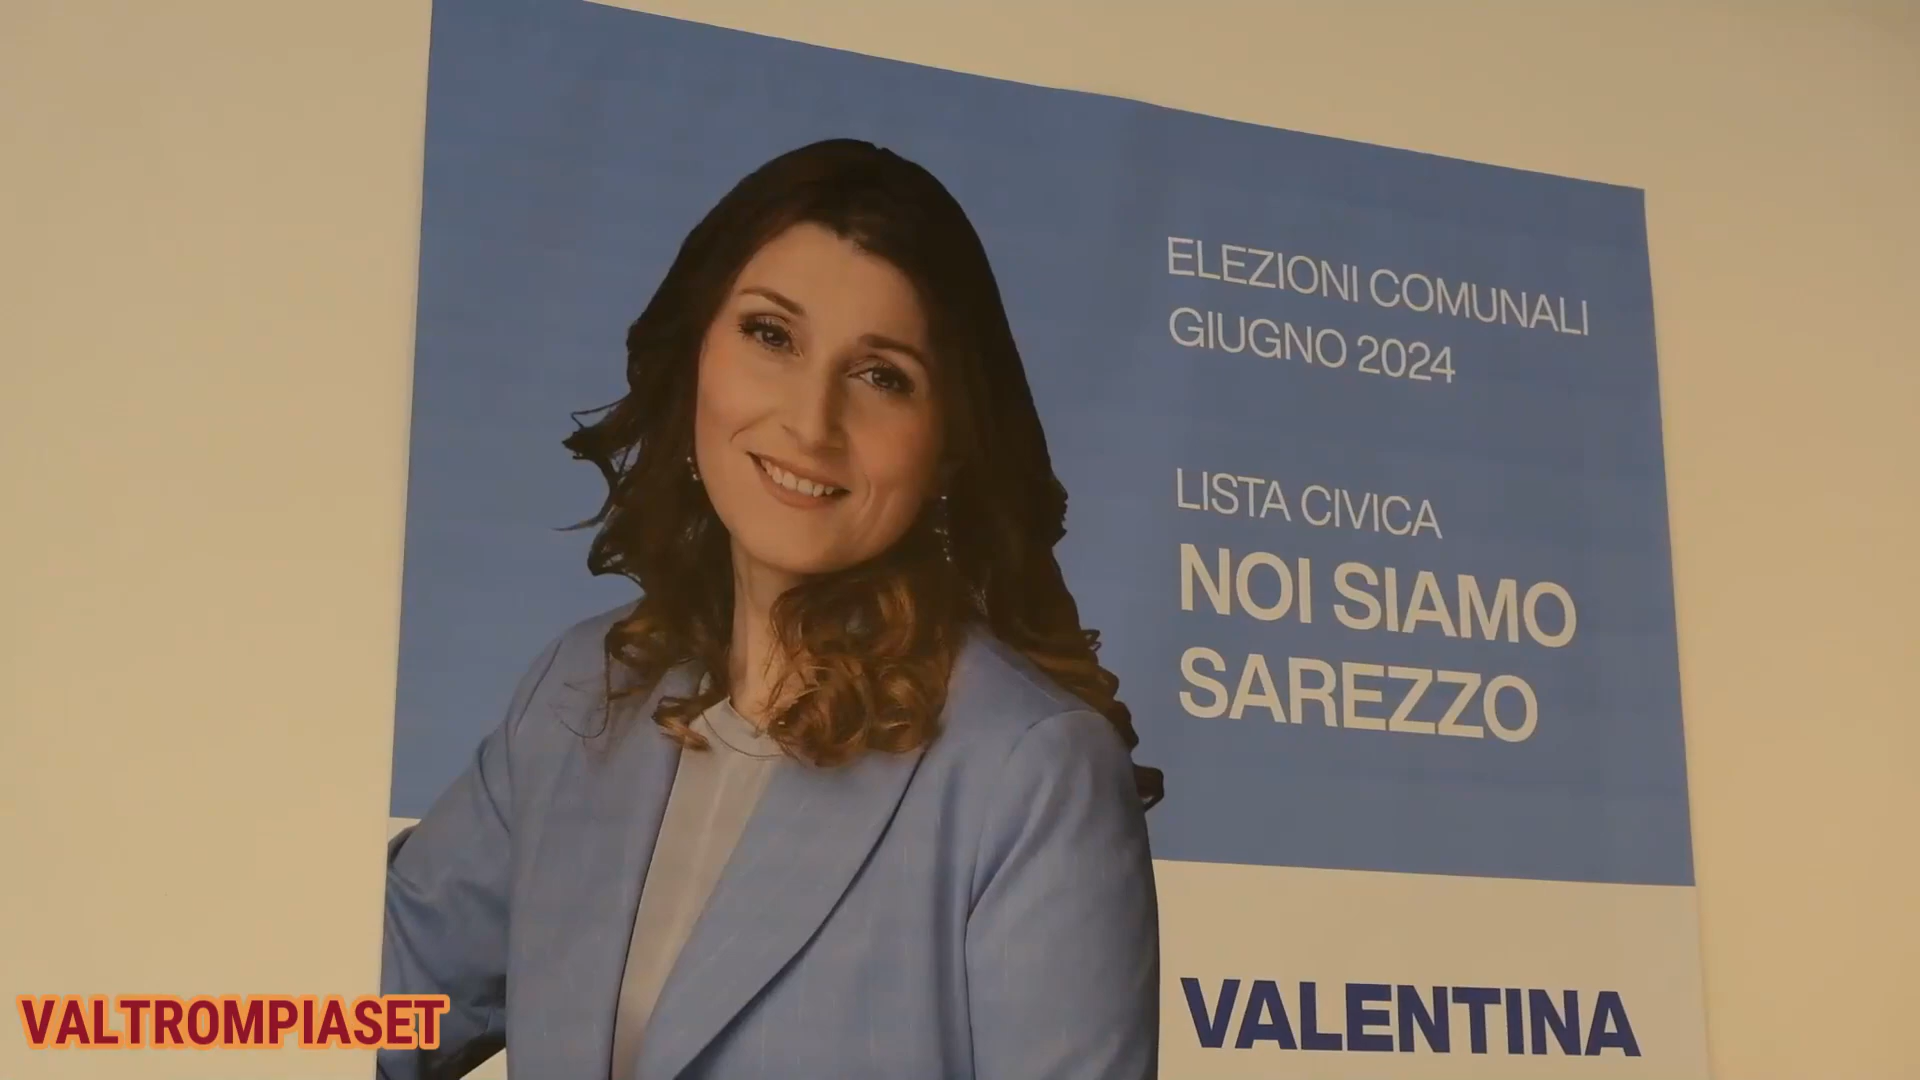 ELEZIONI COMUNALI
GIUGNO 2024
LISTA CIVICA
NOI SIAMO
SAREZZO
VALENTINA
VALTROMPIASET